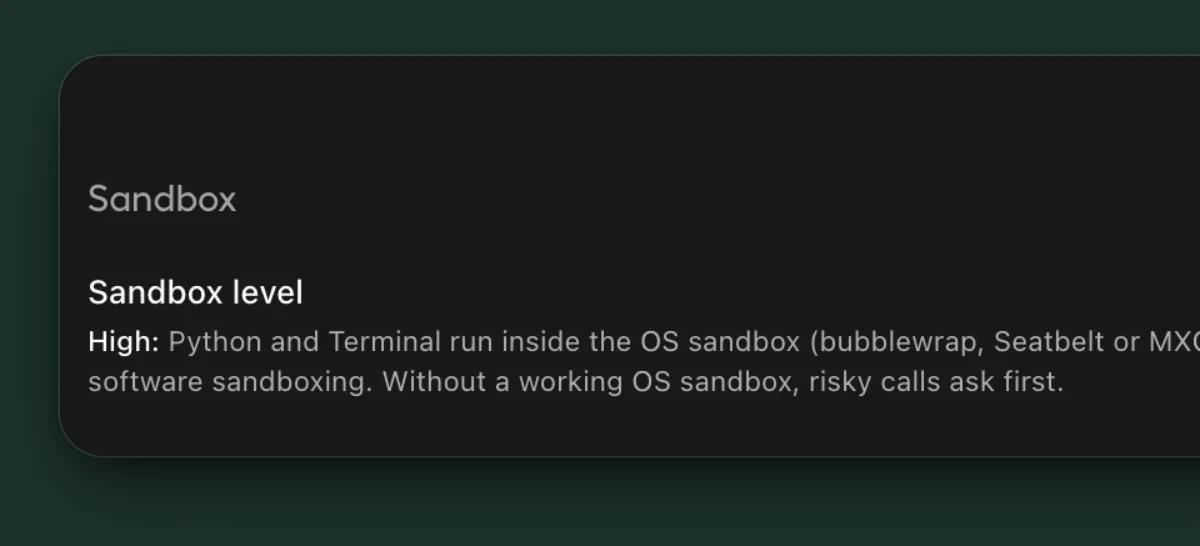 Sandbox
Sandbox level
High: Python and Terminal run inside the OS sandbox (bubblewrap, Seatbelt or
software sandboxing. Without a working OS sandbox, risky calls ask first.